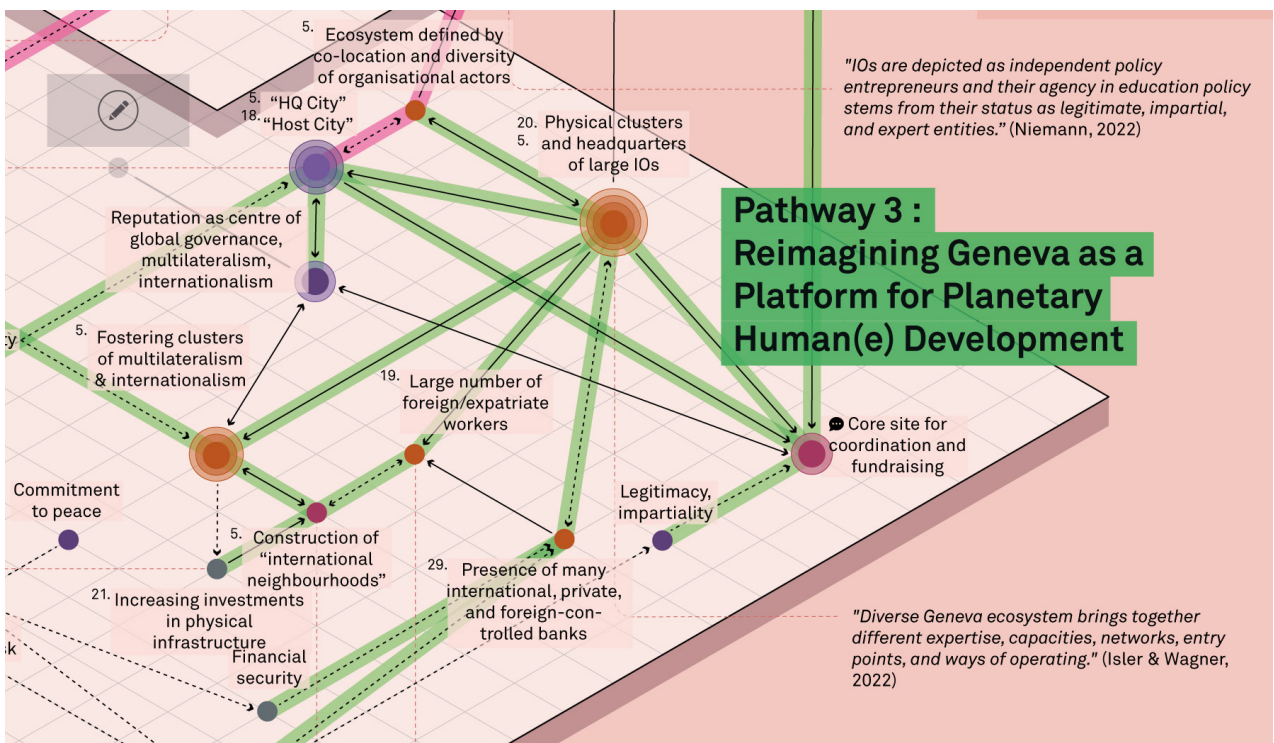 5. Ecosystem defined by
co-location and diversity
of organisational actors
5. “HQ City”
18. “Host City”
20. Physical clusters
5. and headquarters
of large IOs
"IOs are depicted as independent policy
entrepreneurs and their agency in education policy
stems from their status as legitimate, impartial,
and expert entities." (Niemann, 2022)
Pathway 3 :
Reimagining Geneva as a
Platform for Planetary
Human(e) Development
Reputation as centre of
global governance,
multilateralism,
internationalism
5. Fostering clusters
of multilateralism
& internationalism
19. Large number of
foreign/expatriate
workers
Core site for
coordination and
fundraising
Commitment
to peace
Legitimacy,
impartiality
5. Construction of
“international
neighbourhoods”
29. Presence of many
international, private,
and foreign-con-
trolled banks
21. Increasing investments
in physical
infrastructure
Financial
security
"Diverse Geneva ecosystem brings together
different expertise, capacities, networks, entry
points, and ways of operating." (Isler & Wagner,
2022)